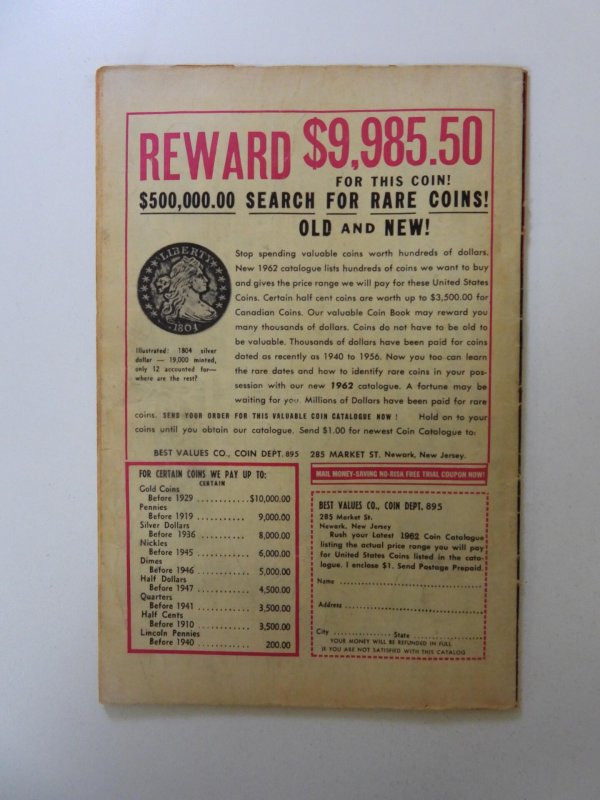 REWARD $9,985.50
FOR THIS COIN!
$500,000.00 SEARCH FOR RARE COINS!
OLD AND NEW!
LIBERTY
1804
Illustrated: 1804 silver
dollar — 19,000 minted,
only 12 accounted for—
where are the rest?
Stop spending valuable coins worth hundreds of dollars.
New 1962 catalogue lists hundreds of coins we want to buy
and gives the price range we will pay for these United States
Coins. Certain half cent coins are worth up to $3,500.00 for
Canadian Coins. Our valuable Coin Book may reward you
many thousands of dollars. Coins do not have to be old to
be valuable. Thousands of dollars have been paid for coins
dated as recently as 1940 to 1956. Now you too can learn
the rare dates and how to identify rare coins in your pos-
session with our new 1962 catalogue. A fortune may be
waiting for you. Millions of Dollars have been paid for rare
coins. SEND YOUR ORDER FOR THIS VALUABLE COIN CATALOGUE NOW ! Hold on to your
coins until you obtain our catalogue. Send $1.00 for newest Coin Catalogue to:
BEST VALUES CO., COIN DEPT. 895 285 MARKET ST. Newark, New Jersey.
FOR CERTAIN COINS WE PAY UP TO:
CERTAIN
Gold Coins
Before 1929 ............ $10,000.00
Pennies
Before 1919 ............ 9,000.00
Silver Dollars
Before 1936 ............ 8,000.00
Nickles
Before 1945 ............ 6,000.00
Dimes
Before 1946 ............ 5,000.00
Half Dollars
Before 1947 ............ 4,500.00
Quarters
Before 1941 ............ 3,500.00
Half Cents
Before 1910 ............ 3,500.00
Lincoln Pennies
Before 1940 ............ 200.00
MAIL MONEY-SAVING NO-RISK FREE TRIAL COUPON NOW!
BEST VALUES CO., COIN DEPT. 895
285 Market St.
Newark, New Jersey
Rush your Latest 1962 Coin Catalogue
listing the actual price range you will pay
for United States Coins listed in the cata-
logue. I enclose $1. Send Postage Prepaid.
Name ........................................
Address ........................................
City ............... State ....................
YOUR MONEY WILL BE REFUNDED IN FULL
IF YOU ARE NOT SATISFIED WITH THIS CATALOG